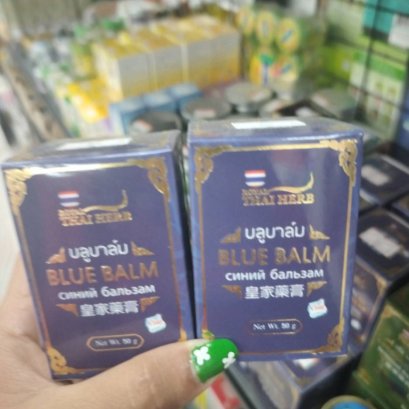 ROYAL
THAI HERB
บลูบาล์ม
BLUE BALM
синий бальзам
皇家藥膏
Net Wt. 50 g
ROYAL
THAI HERB
บลูบาล์ม
BLUE BALM
синий бальзам
皇家藥膏
Net Wt. 50 g